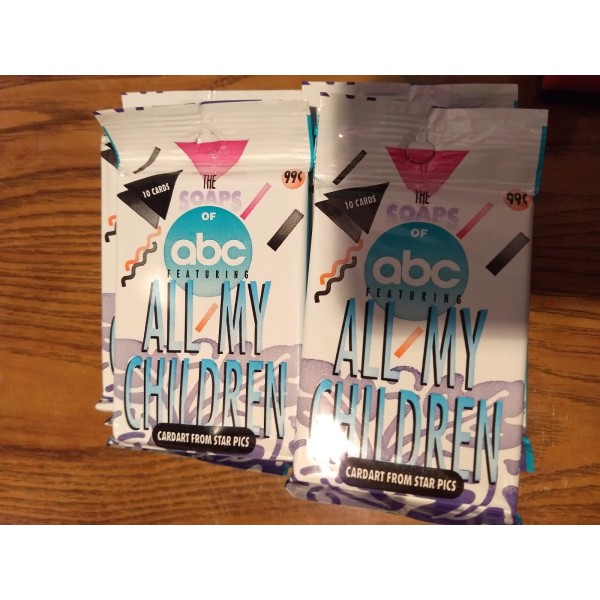 10 CARDS
THE
99¢
SOAPS
OF
abc
FEATURING
ALL MY
CHILDREN
CARDART FROM STAR PICS
10 CARDS
THE
99¢
SOAPS
OF
abc
FEATURING
ALL MY
CHILDREN
CARDART FROM STAR PICS